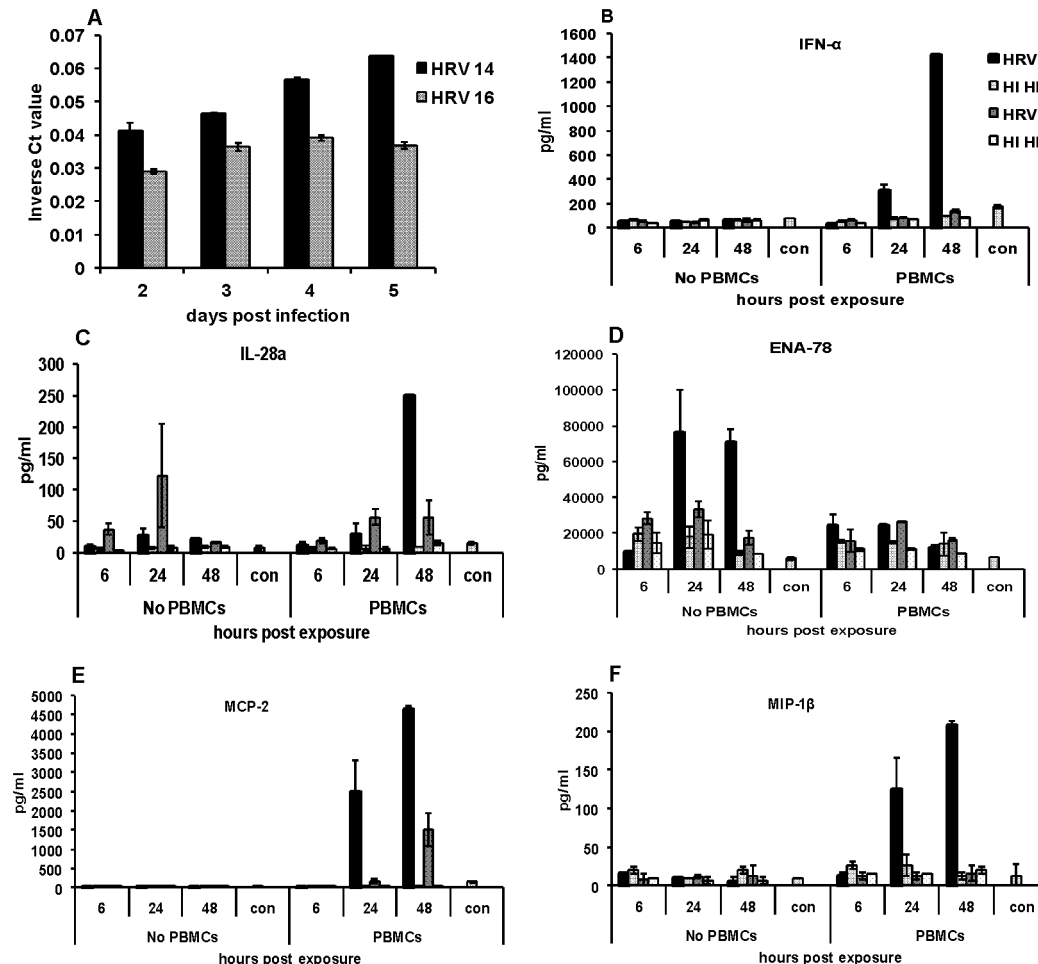 A
Inverse Ct value
0.07
0.06
0.05
0.04
0.03
0.02
0.01
0
HRV 14
HRV 16
2 3 4 5
days post infection
B
IFN-α
pg/ml
1600
1400
1200
1000
800
600
400
200
0
HRV
HI
HRV
HI
6 24 48 con 6 24 48 con
No PBMCs PBMCs
hours post exposure
C
IL-28a
pg/ml
300
250
200
150
100
50
0
6 24 48 con 6 24 48 con
No PBMCs PBMCs
hours post exposure
D
ENA-78
pg/ml
120000
100000
80000
60000
40000
20000
0
6 24 48 con 6 24 48 con
No PBMCs PBMCs
hours post exposure
E
MCP-2
pg/ml
5000
4500
4000
3500
3000
2500
2000
1500
1000
500
0
6 24 48 con 6 24 48 con
No PBMCs PBMCs
hours post exposure
F
MIP-1β
pg/ml
250
200
150
100
50
0
6 24 48 con 6 24 48 con
No PBMCs PBMCs
hours post exposure